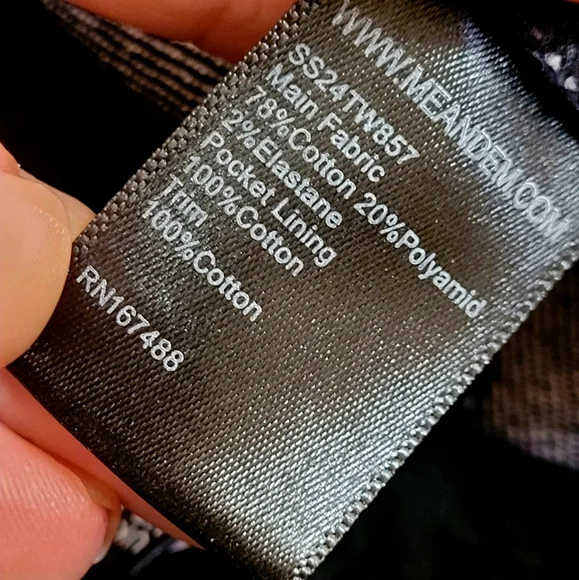 WWW.MEANDEM.COM
SS24TW857
Main Fabric
78%Cotton 20%Polyamid
2%Elastane
Pocket Lining
100%Cotton
Trim
100%Cotton
RN167488